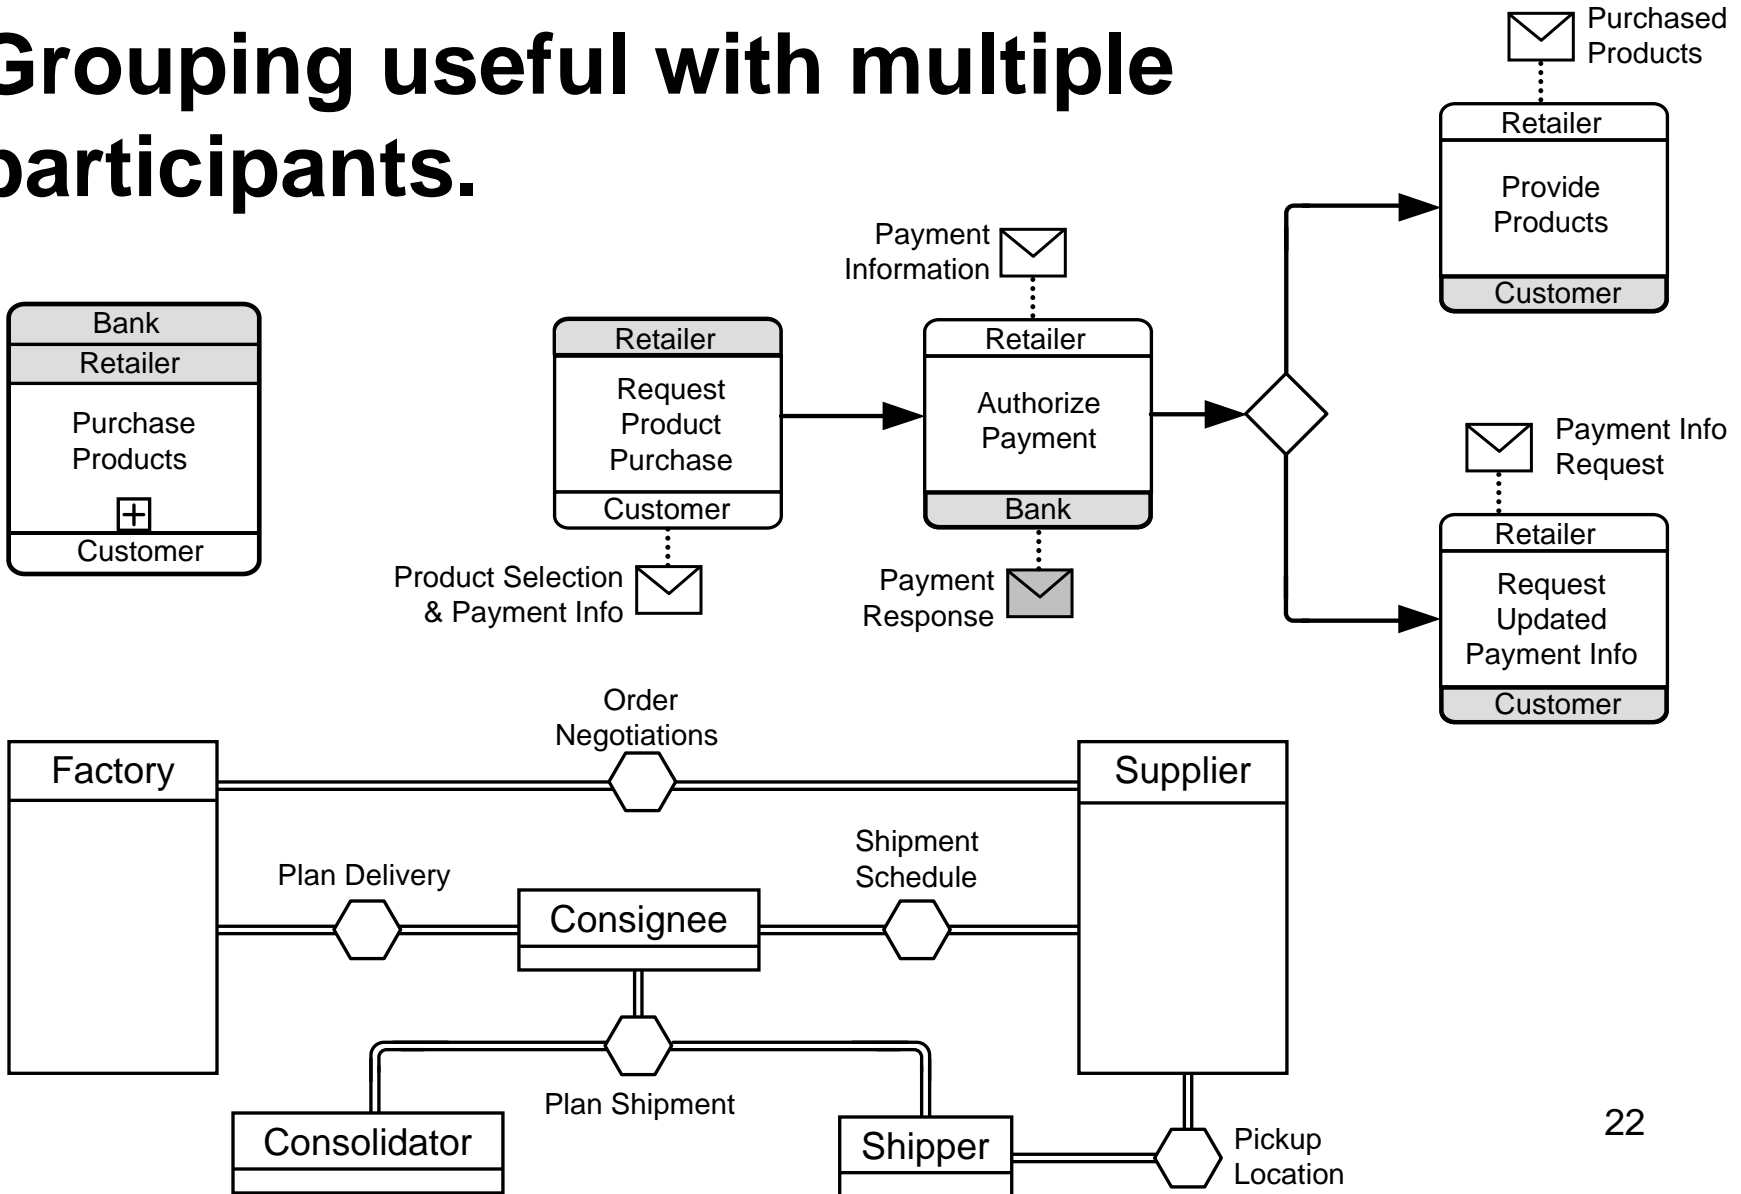 Grouping useful with multiple
participants.
Purchased
Products
Retailer
Provide
Products
Customer
Payment
Information
Bank
Retailer
Purchase
Products
Customer
Retailer
Request
Product
Purchase
Customer
Product Selection
& Payment Info
Retailer
Authorize
Payment
Bank
Payment
Response
Payment Info
Request
Retailer
Request
Updated
Payment Info
Customer
Order
Negotiations
Factory
Supplier
Plan Delivery
Shipment
Schedule
Consignee
Plan Shipment
Consolidator
Shipper
Pickup
Location
22